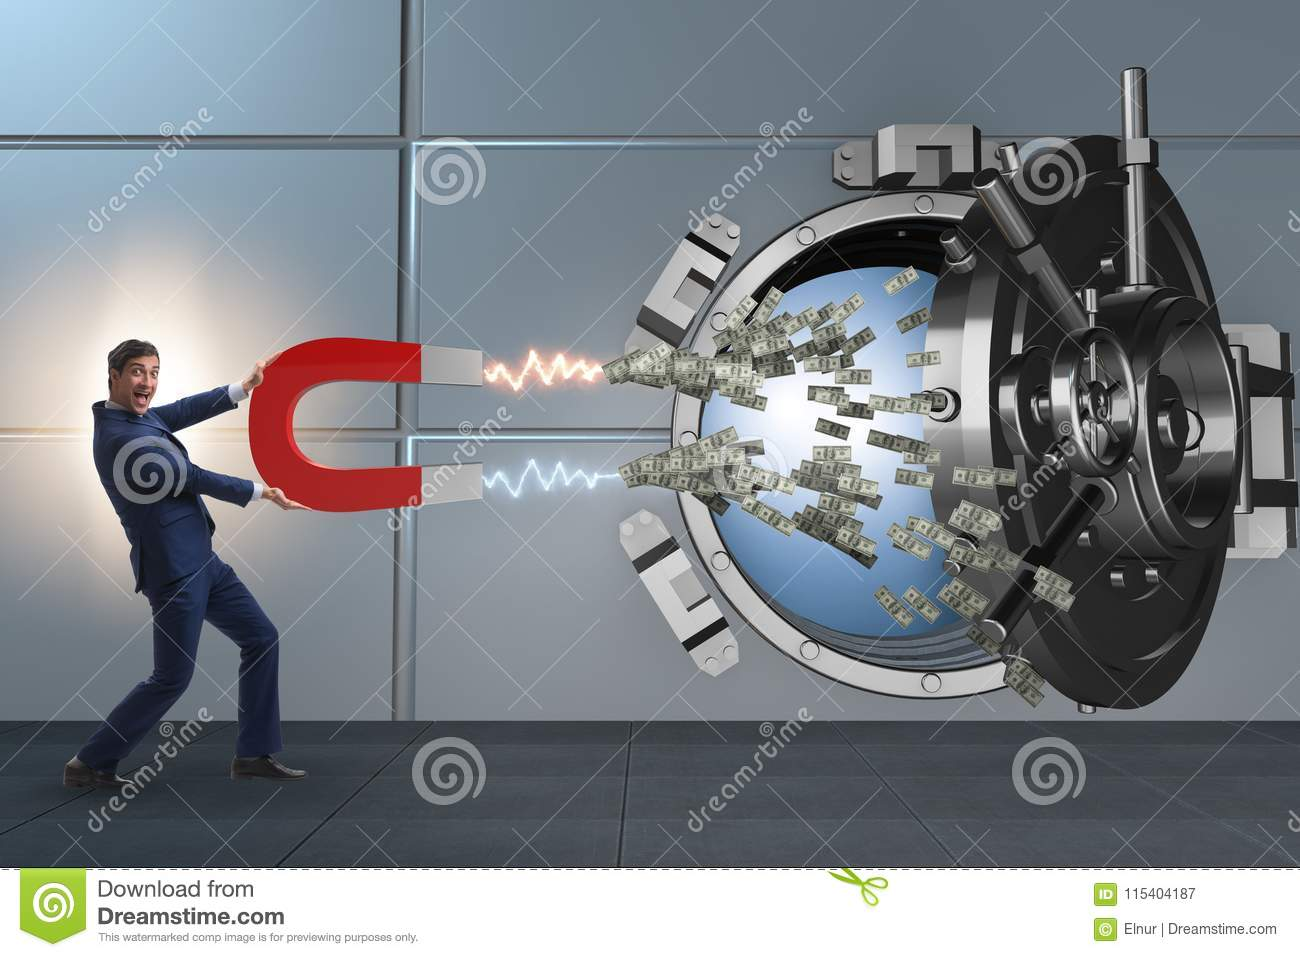 dreamstime
dreamstime
dreamstime
dreamstime
dreamstime
dreamstime
Download from
Dreamstime.com
This watermarked comp image is for previewing purposes only.
ID 115404187
© Elnur | Dreamstime.com